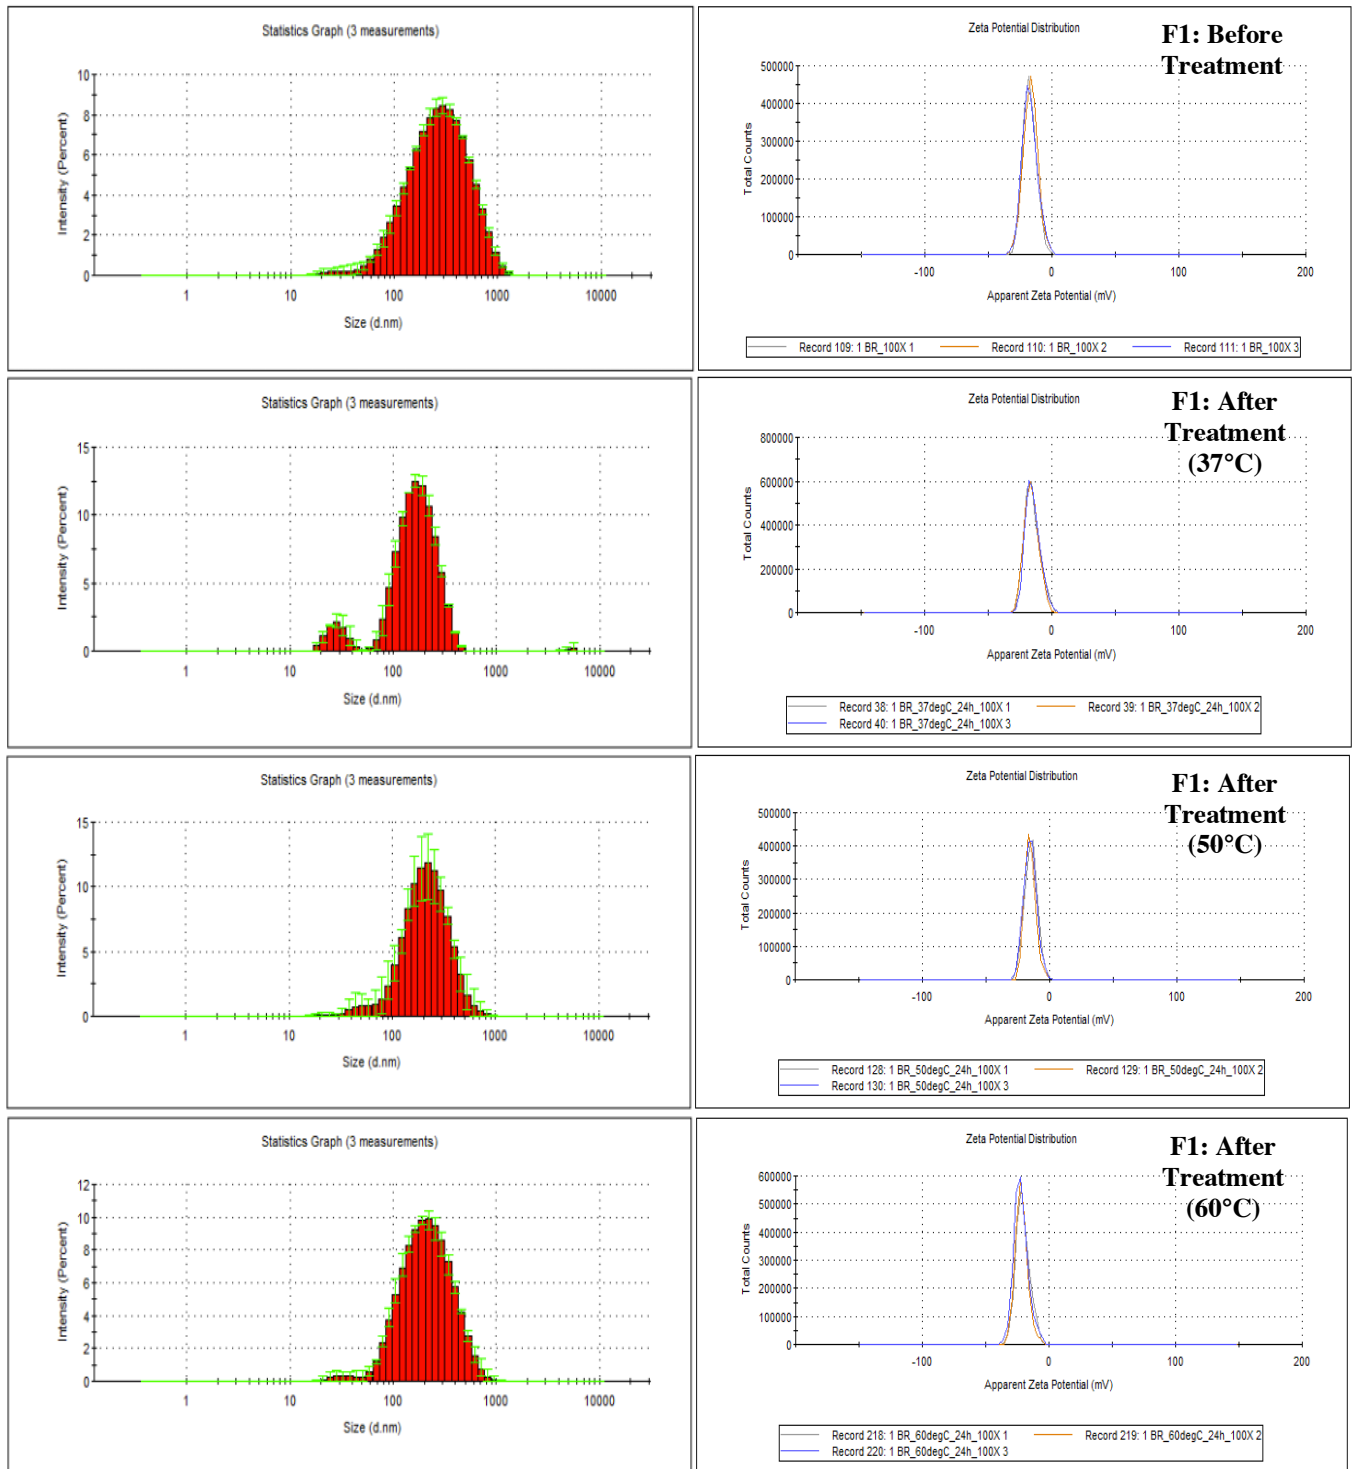 Statistics Graph (3 measurements)
10
8
6
4
2
0
Intensity (Percent)
1 10 100 1000 10000
Size (d.nm)
Zeta Potential Distribution
F1: Before
Treatment
500000
400000
300000
200000
100000
0
Total Counts
-100 0 100 200
Apparent Zeta Potential (mV)
Record 109: 1 BR_100X 1 Record 110: 1 BR_100X 2 Record 111: 1 BR_100X 3
Statistics Graph (3 measurements)
15
10
5
0
Intensity (Percent)
1 10 100 1000 10000
Size (d.nm)
Zeta Potential Distribution
F1: After
Treatment
(37°C)
800000
600000
400000
200000
0
Total Counts
-100 0 100 200
Apparent Zeta Potential (mV)
Record 38: 1 BR_37degC_24h_100X 1 Record 39: 1 BR_37degC_24h_100X 2
Record 40: 1 BR_37degC_24h_100X 3
Statistics Graph (3 measurements)
15
10
5
0
Intensity (Percent)
1 10 100 1000 10000
Size (d.nm)
Zeta Potential Distribution
F1: After
Treatment
(50°C)
500000
400000
300000
200000
100000
0
Total Counts
-100 0 100 200
Apparent Zeta Potential (mV)
Record 128: 1 BR_50degC_24h_100X 1 Record 129: 1 BR_50degC_24h_100X 2
Record 130: 1 BR_50degC_24h_100X 3
Statistics Graph (3 measurements)
12
10
8
6
4
2
0
Intensity (Percent)
1 10 100 1000 10000
Size (d.nm)
Zeta Potential Distribution
F1: After
Treatment
(60°C)
600000
500000
400000
300000
200000
100000
0
Total Counts
-100 0 100 200
Apparent Zeta Potential (mV)
Record 218: 1 BR_60degC_24h_100X 1 Record 219: 1 BR_60degC_24h_100X 2
Record 220: 1 BR_60degC_24h_100X 3